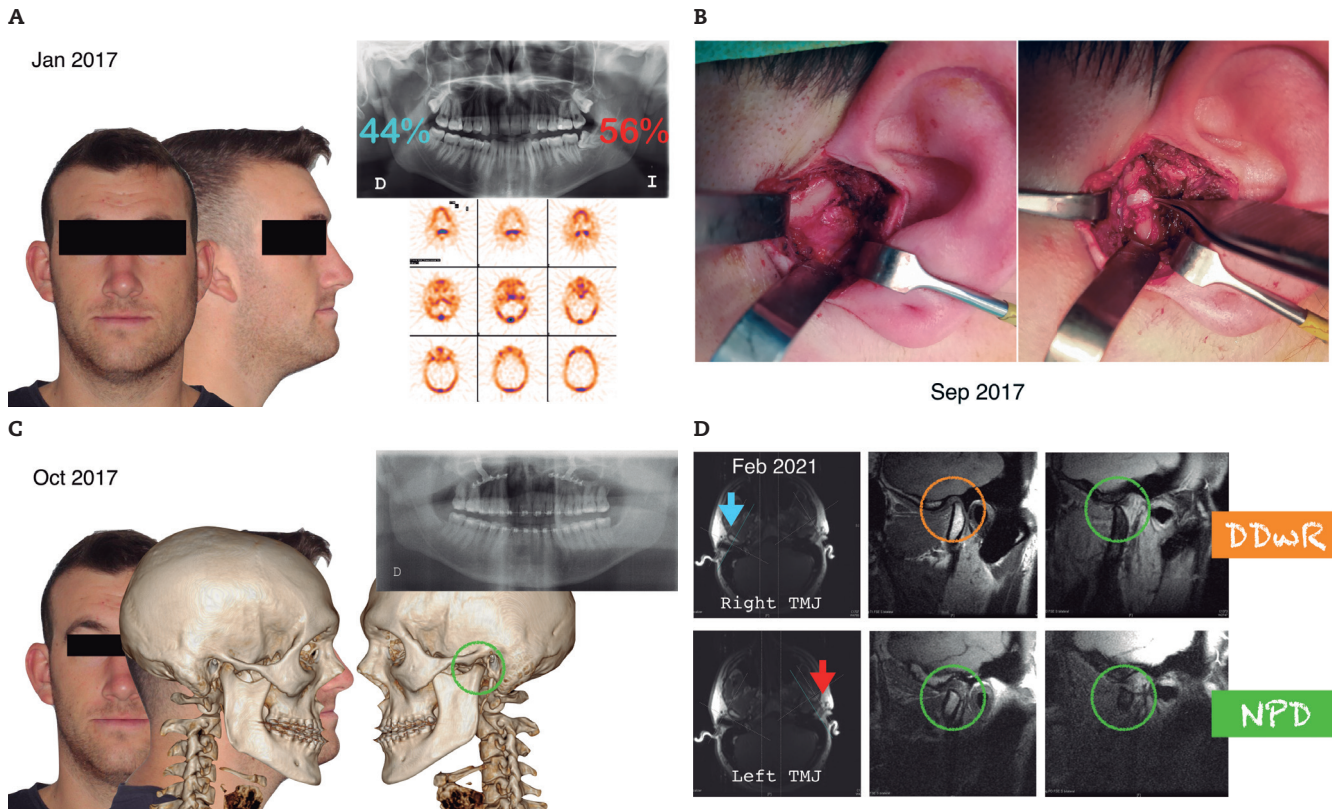 A
Jan 2017
44%
56%
D
I
B
Sep 2017
C
Oct 2017
D
D
Feb 2021
Right TMJ
DDwR
Left TMJ
NPD